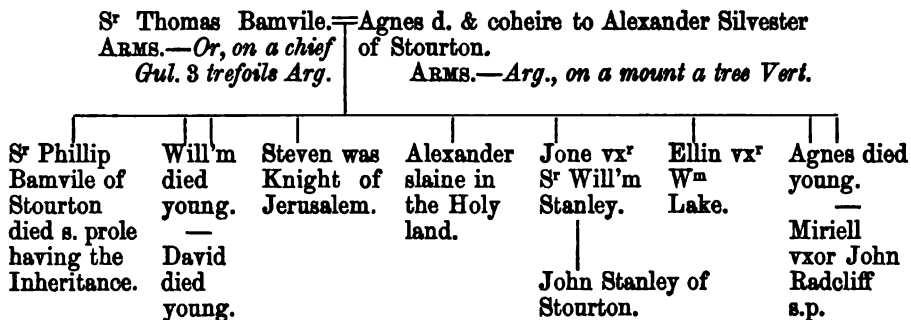 Sr Thomas Bamvile.
ARMS.—Or, on a chief
Gul. 3 trefoils Arg.
Agnes d. & coheire to Alexander Silvester
of Stourton.
ARMS.—Arg., on a mount a tree Vert.
Sr Phillip
Bamvile of
Stourton
died s. prole
having the
Inheritance.
Will'm
died
young.
—
David
died
young.
Steven was
Knight of
Jerusalem.
Alexander
slaine in
the Holy
land.
Jone vxr
Sr Will'm
Stanley.
John Stanley of
Stourton.
Ellin vxr
Wm
Lake.
Agnes died
young.
—
Miriell
vxor John
Radcliff
s.p.